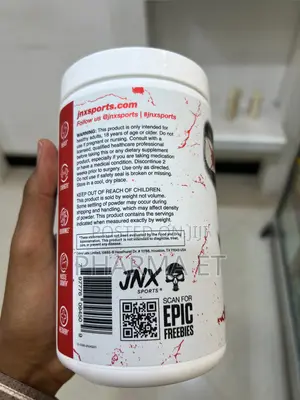 jnxsports.com
Follow us @jnxsports | #jnxsports
WARNING: This product is only intended for
healthy adults, 18 years of age or older. Do not
use if pregnant or nursing. Consult with a
licensed, qualified healthcare professional
before taking this or any dietary supplement
product, especially if you are taking medication
or have a medical condition. Discontinue 2
weeks prior to surgery. Use only as directed.
Do not use if safety seal is broken or missing.
Store in a cool, dry place.
KEEP OUT OF REACH OF CHILDREN.
This product is sold by weight not volume.
Some settling of powder may occur during
shipping and handling, which may affect density
of powder. This product contains the servings
indicated when measured exactly.
POSTED ON JIJI
PHARMA ET
JNX
SPORTS
SCAN FOR
EPIC
FREEBIES